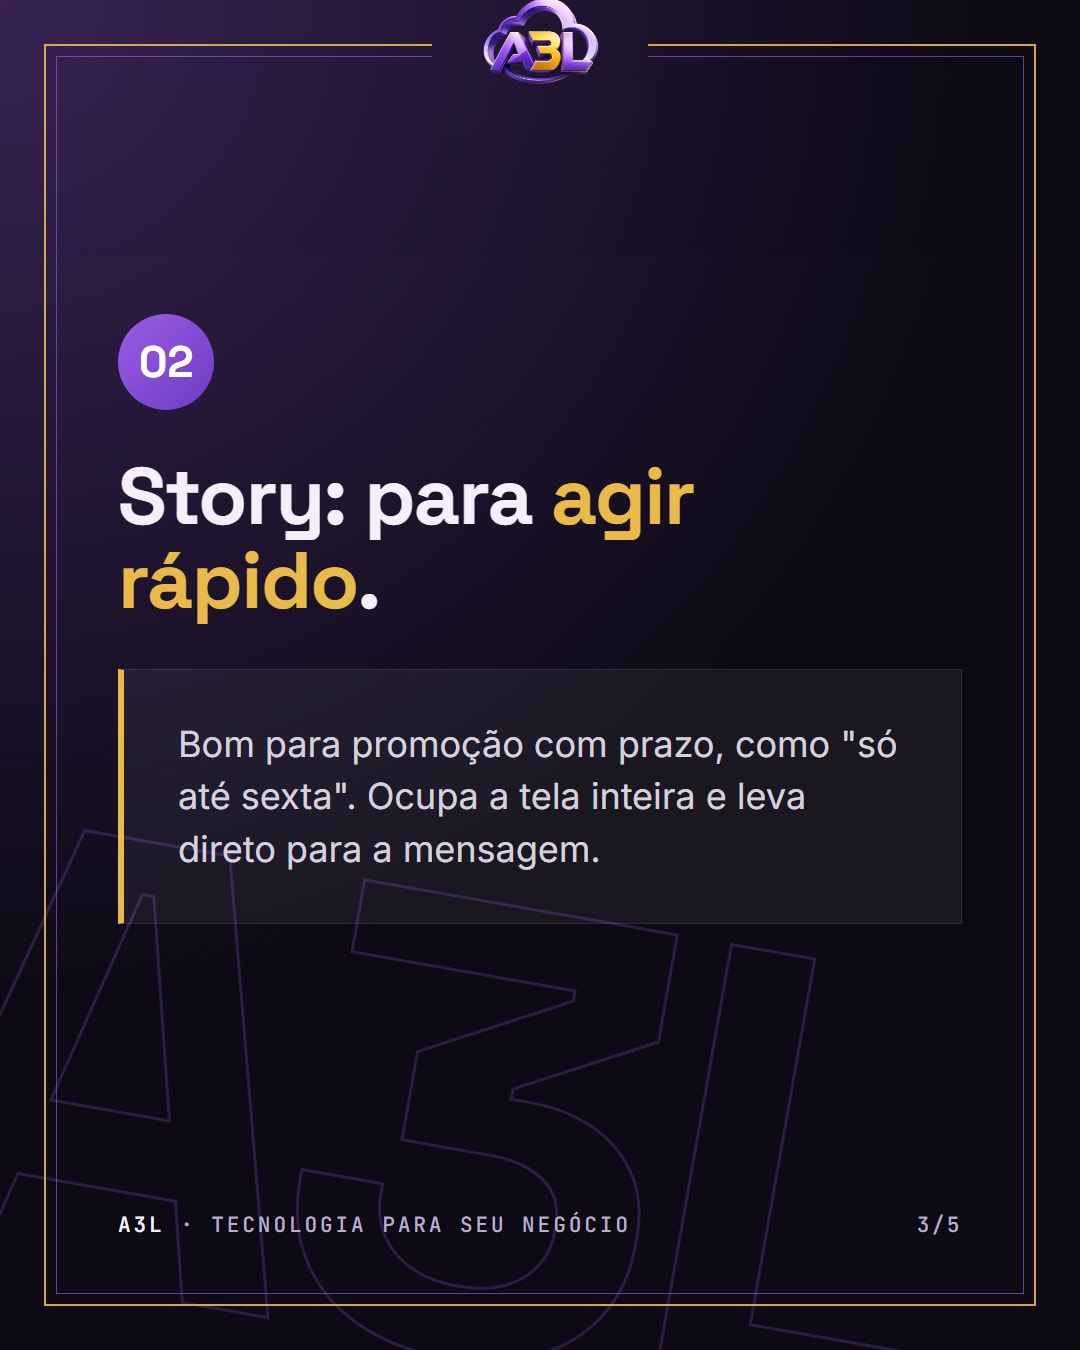 A3L
02
Story: para agir
rápido.
Bom para promoção com prazo, como "só
até sexta". Ocupa a tela inteira e leva
direto para a mensagem.
A3L
A3L · TECNOLOGIA PARA SEU NEGÓCIO
3/5